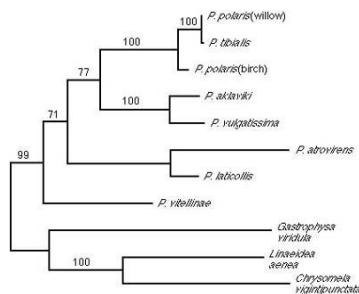 100
P. polaris(willow)
P. tibialis
100
P. polaris(birch)
77
P. aklaviki
100
P. vulgatissima
71
P. atrovirens
99
P. laticollis
P. vitellinae
Gastrophysa
viridula
Linaeidea
aenea
100
Chrysomela
vigintipunctata